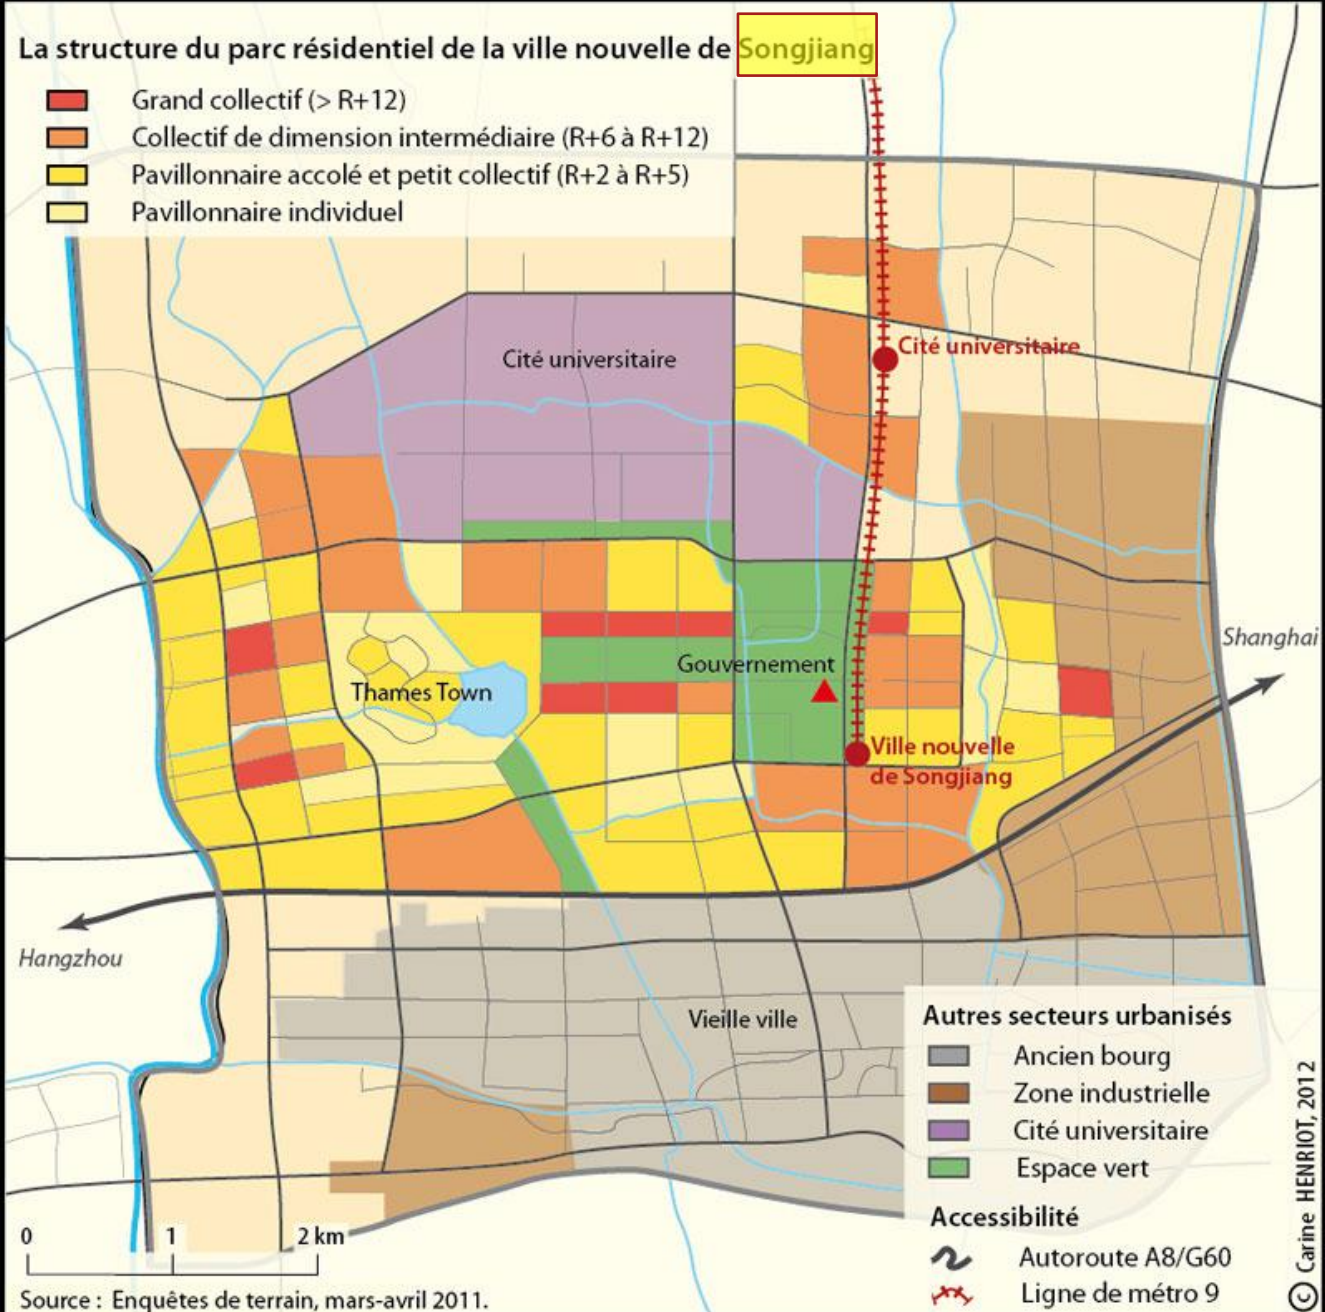 La structure du parc résidentiel de la ville nouvelle de Songjiang
Grand collectif (> R+12)
Collectif de dimension intermédiaire (R+6 à R+12)
Pavillonnaire accolé et petit collectif (R+2 à R+5)
Pavillonnaire individuel
Cité universitaire
Cité universitaire
Shanghai
Gouvernement
Thames Town
Ville nouvelle
de Songjiang
Hangzhou
Vieille ville
Autres secteurs urbanisés
Ancien bourg
Zone industrielle
Cité universitaire
Espace vert
Accessibilité
Autoroute A8/G60
Ligne de métro 9
0 1 2 km
Source : Enquêtes de terrain, mars-avril 2011.
© Carine HENRIOT, 2012